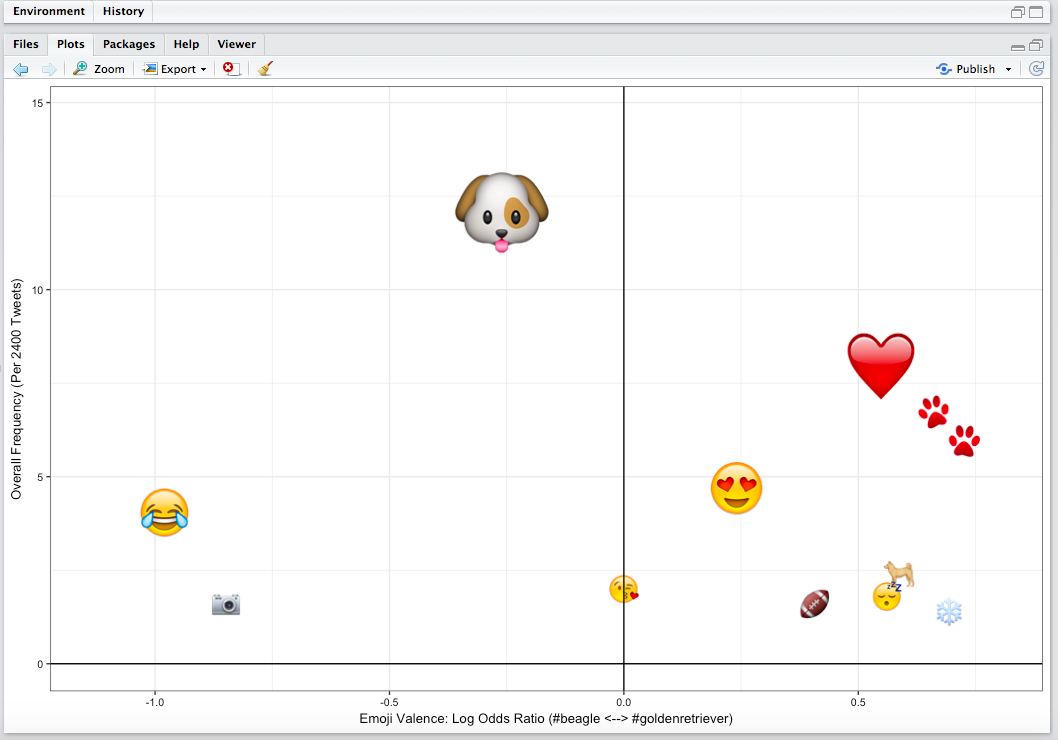 Environment History
Files Plots Packages Help Viewer
Zoom Export Publish
Overall Frequency (Per 2400 Tweets)
15
10
5
0
-1.0 -0.5 0.0 0.5
Emoji Valence: Log Odds Ratio (#beagle <--> #goldenretriever)